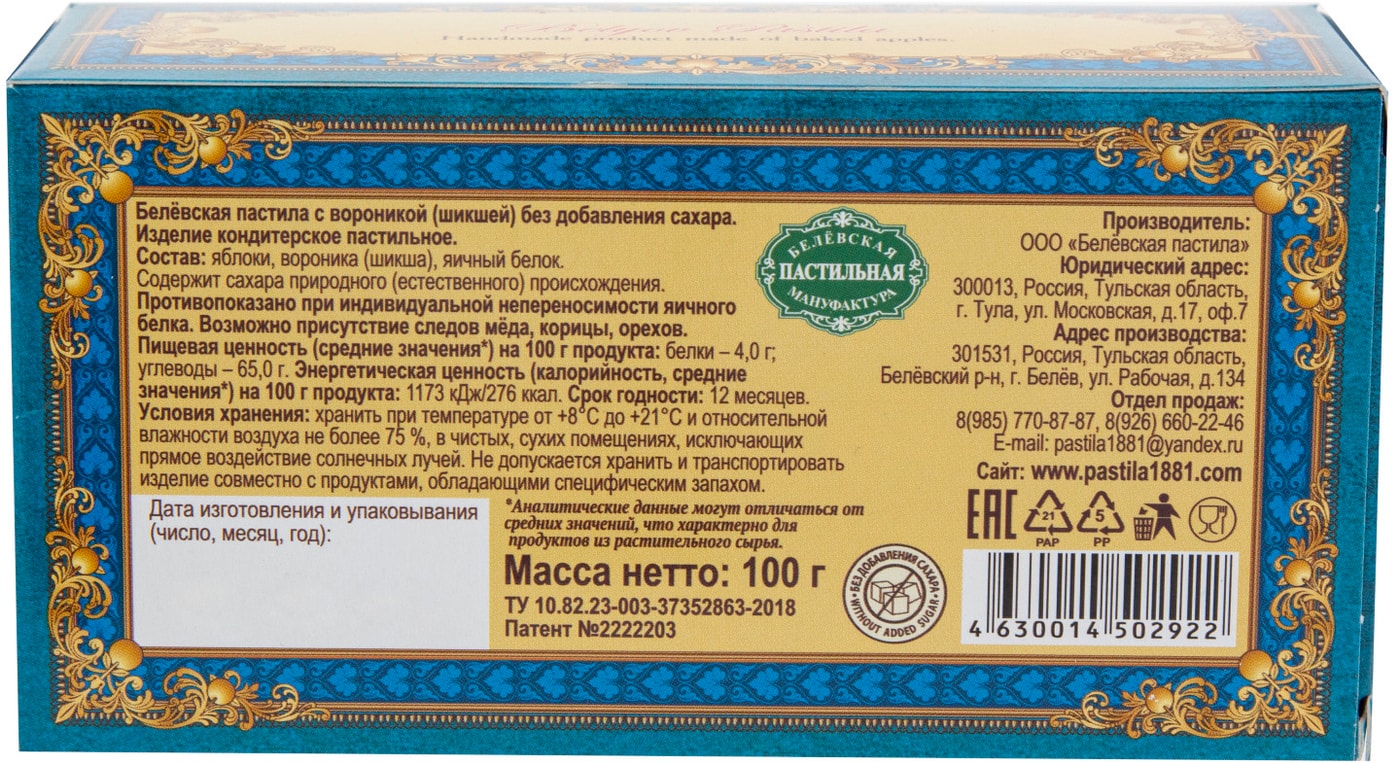 Handmade product made of baked apples.
Белёвская пастила с вороникой (шикшей) без добавления сахара.
Изделие кондитерское пастильное.
Состав: яблоки, вороника (шикша), яичный белок.
Содержит сахара природного (естественного) происхождения.
Противопоказано при индивидуальной непереносимости яичного
белка. Возможно присутствие следов мёда, корицы, орехов.
Пищевая ценность (средние значения*) на 100 г продукта: белки – 4,0 г;
углеводы – 65,0 г. Энергетическая ценность (калорийность, средние
значения*) на 100 г продукта: 1173 кДж/276 ккал. Срок годности: 12 месяцев.
Условия хранения: хранить при температуре от +8°С до +21°С и относительной
влажности воздуха не более 75 %, в чистых, сухих помещениях, исключающих
прямое воздействие солнечных лучей. Не допускается хранить и транспортировать
изделие совместно с продуктами, обладающими специфическим запахом.
Дата изготовления и упаковывания
(число, месяц, год):
*Аналитические данные могут отличаться от
средних значений, что характерно для
продуктов из растительного сырья.
Масса нетто: 100 г
ТУ 10.82.23-003-37352863-2018
Патент №2222203
БЕЛЁВСКАЯ
ПАСТИЛЬНАЯ
МАНУФАКТУРА
БЕЗ ДОБАВЛЕНИЯ САХАРА
WITHOUT ADDED SUGAR
Производитель:
ООО «Белёвская пастила»
Юридический адрес:
300013, Россия, Тульская область,
г. Тула, ул. Московская, д.17, оф.7
Адрес производства:
301531, Россия, Тульская область,
Белёвский р-н, г. Белёв, ул. Рабочая, д.134
Отдел продаж:
8(985) 770-87-87, 8(926) 660-22-46
E-mail: pastila1881@yandex.ru
Сайт: www.pastila1881.com
EAC
21
PAP
5
PP
4 630014 502922